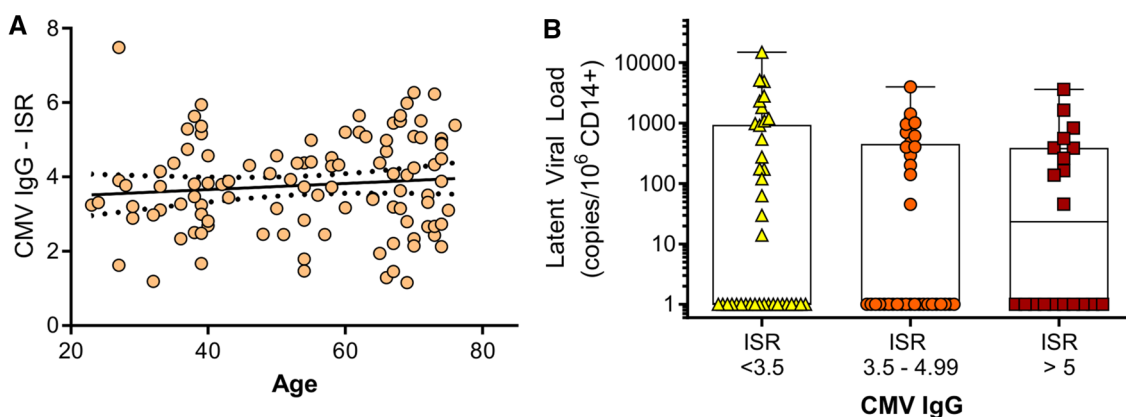 A
CMV IgG - ISR
8
6
4
2
0
20 40 60 80
Age
B
Latent Viral Load
(copies/10⁶ CD14+)
10000
1000
100
10
1
ISR ISR ISR
<3.5 3.5 - 4.99 > 5
CMV IgG